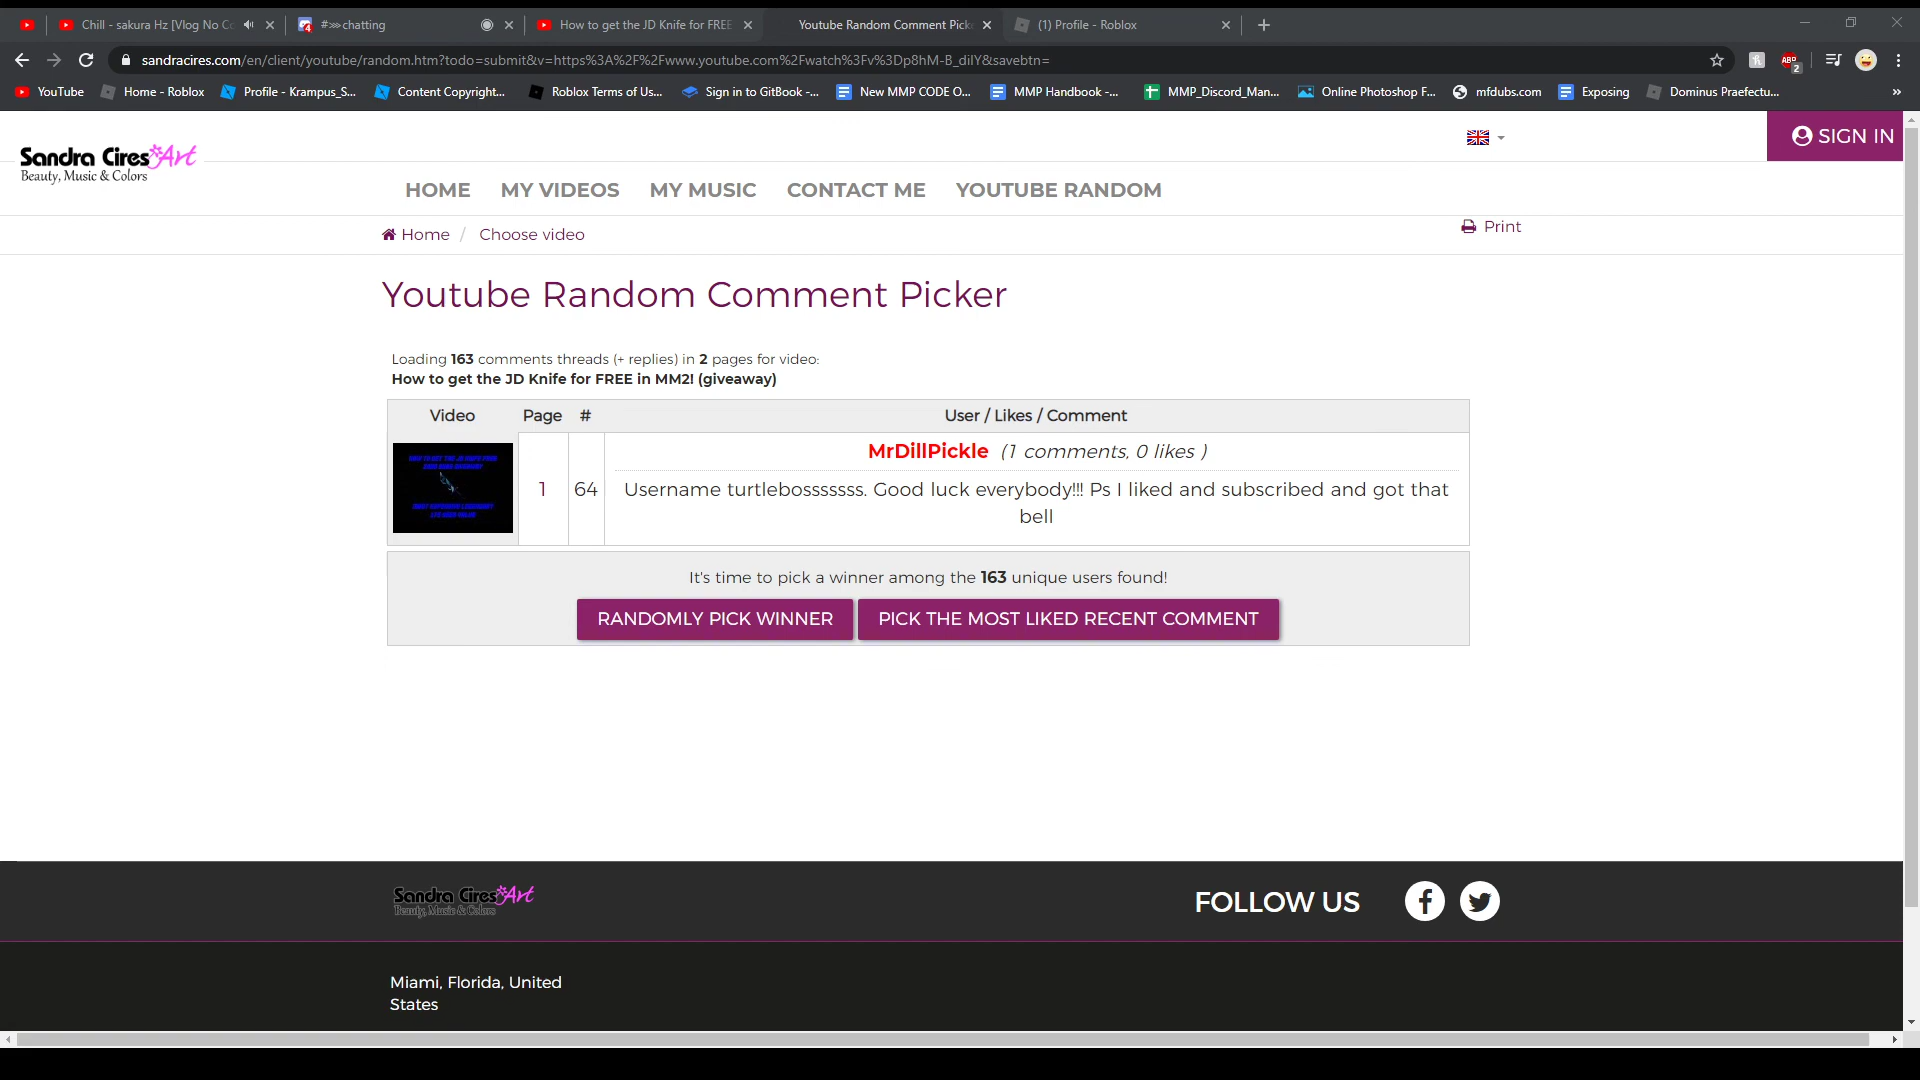 Chill - sakura Hz [Vlog No Co
#⋙chatting
How to get the JD Knife for FREE
Youtube Random Comment Picke
(1) Profile - Roblox
sandracires.com/en/client/youtube/random.htm?todo=submit&v=https%3A%2F%2Fwww.youtube.com%2Fwatch%3Fv%3Dp8hM-B_dilY&savebtn=
YouTube
Home - Roblox
Profile - Krampus_S...
Content Copyright...
Roblox Terms of Us...
Sign in to GitBook -...
New MMP CODE O...
MMP Handbook -...
MMP_Discord_Man...
Online Photoshop F...
mfdubs.com
Exposing
Dominus Praefectu...
Sandra Cires Art
Beauty, Music & Colors
SIGN IN
HOME MY VIDEOS MY MUSIC CONTACT ME YOUTUBE RANDOM
Home / Choose video
Print
Youtube Random Comment Picker
Loading 163 comments threads (+ replies) in 2 pages for video:
How to get the JD Knife for FREE in MM2! (giveaway)
Video Page # User / Likes / Comment
MrDillPickle (1 comments, 0 likes )
1 64 Username turtlebosssssss. Good luck everybody!!! Ps I liked and subscribed and got that
bell
It's time to pick a winner among the 163 unique users found!
RANDOMLY PICK WINNER PICK THE MOST LIKED RECENT COMMENT
Sandra Cires Art
Beauty, Music & Colors
FOLLOW US
Miami, Florida, United
States